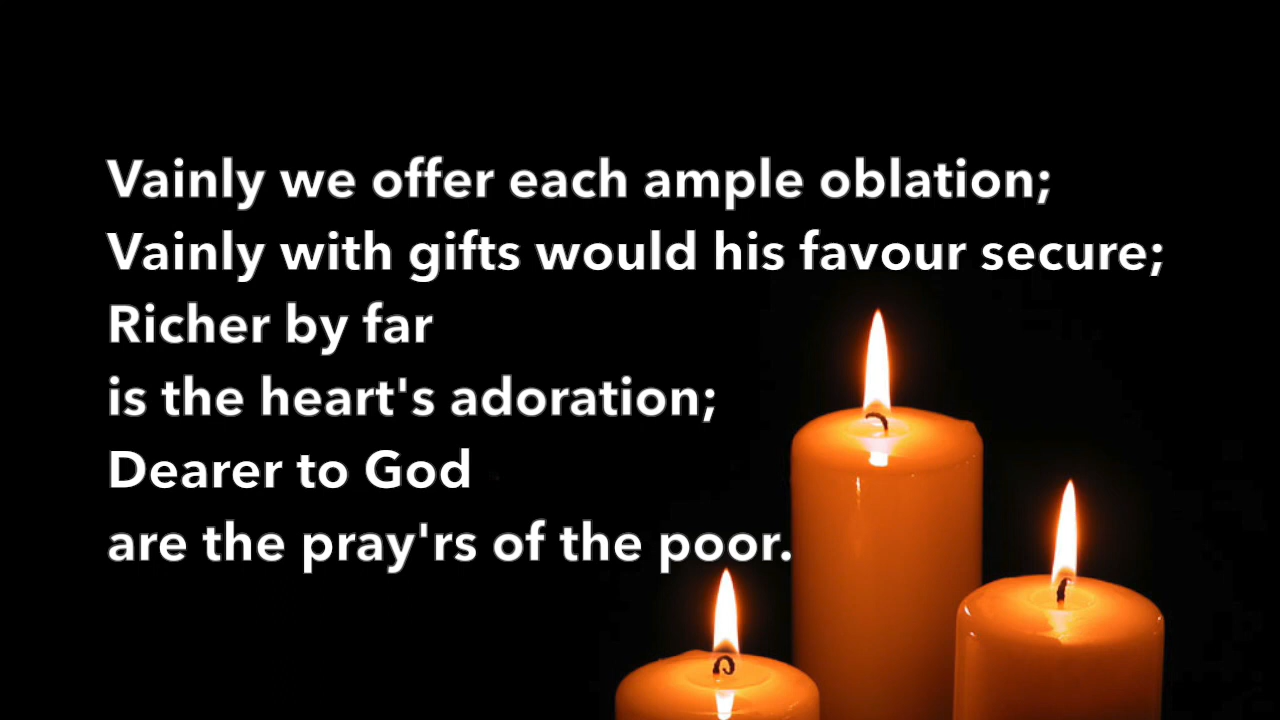 Vainly we offer each ample oblation;
Vainly with gifts would his favour secure;
Richer by far
is the heart's adoration;
Dearer to God
are the pray'rs of the poor.